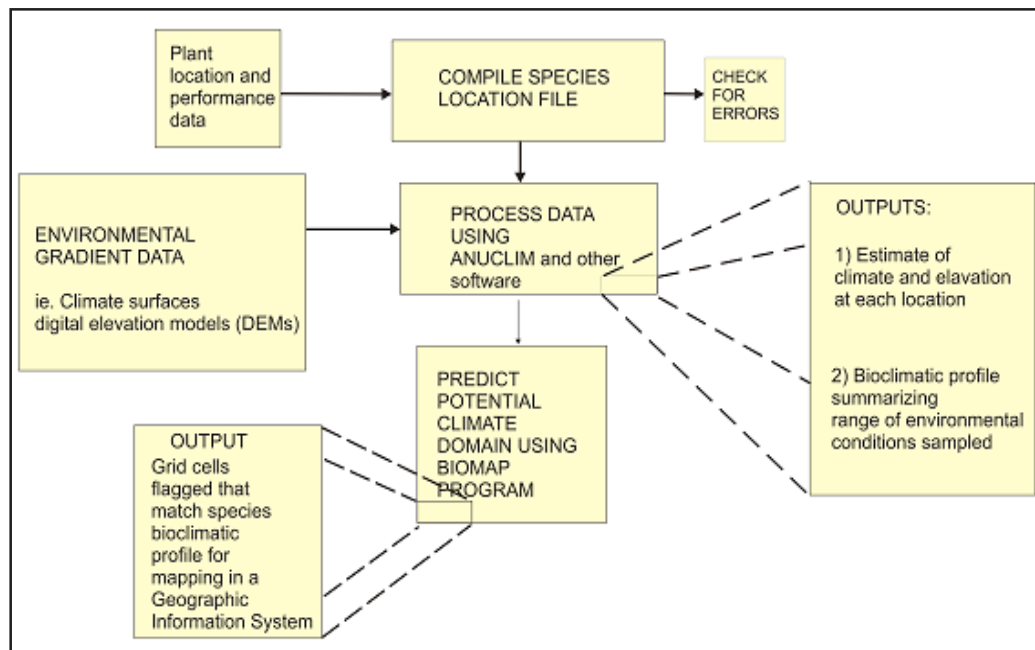 Plant
location and
performance
data
COMPILE SPECIES
LOCATION FILE
CHECK
FOR
ERRORS
ENVIRONMENTAL
GRADIENT DATA
ie. Climate surfaces
digital elevation models (DEMs)
PROCESS DATA
USING
ANUCLIM and other
software
OUTPUTS:
1) Estimate of
climate and elavation
at each location
2) Bioclimatic profile
summarizing
range of environmental
conditions sampled
PREDICT
POTENTIAL
CLIMATE
DOMAIN USING
BIOMAP
PROGRAM
OUTPUT
Grid cells
flagged that
match species
bioclimatic
profile for
mapping in a
Geographic
Information System